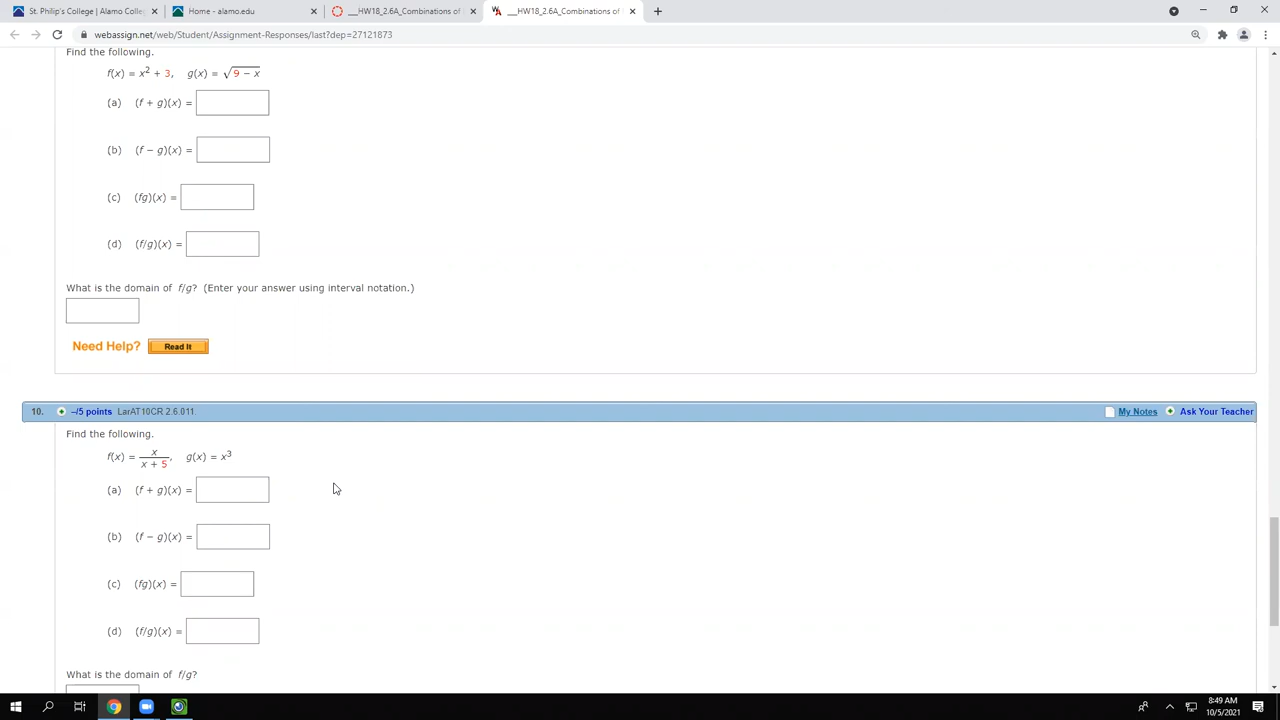 St. Philip's College | Alamo Colleg
Home - alamo.edu
__HW18_2.6A_Combinations of
__HW18_2.6A_Combinations of
webassign.net/web/Student/Assignment-Responses/last?dep=27121873
Find the following.
f(x) = x² + 3, g(x) = √9 − x
(a) (f + g)(x) =
(b) (f − g)(x) =
(c) (fg)(x) =
(d) (f/g)(x) =
What is the domain of f/g? (Enter your answer using interval notation.)
Need Help? Read It
10. –/5 points LarAT10CR 2.6.011. My Notes Ask Your Teacher
Find the following.
f(x) = x/(x + 5), g(x) = x³
(a) (f + g)(x) =
(b) (f − g)(x) =
(c) (fg)(x) =
(d) (f/g)(x) =
What is the domain of f/g?
8:49 AM
10/5/2021